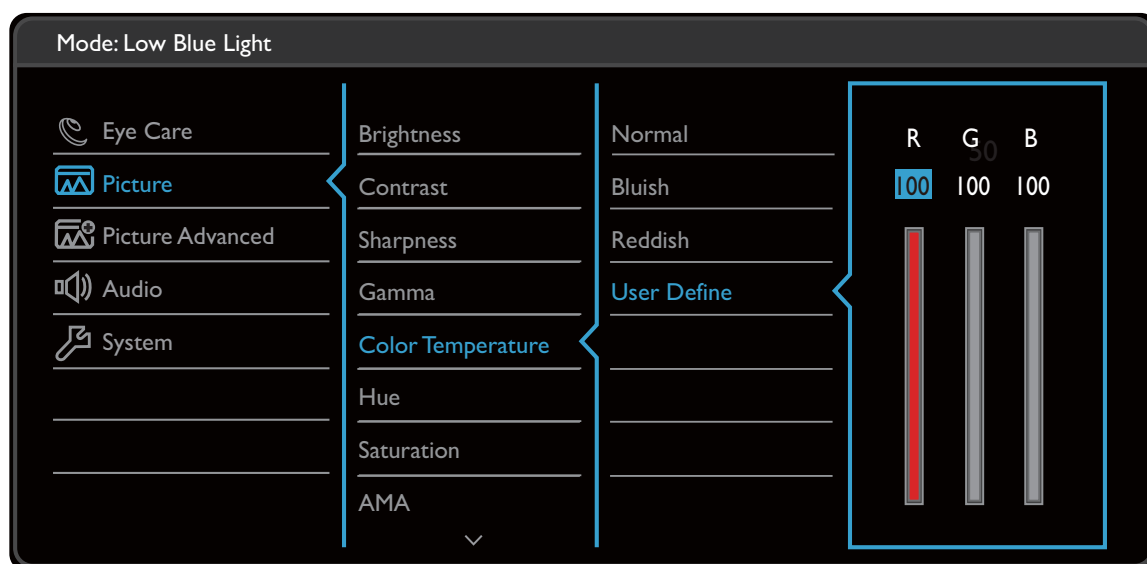 Mode: Low Blue Light
Eye Care
Picture
Picture Advanced
Audio
System
Brightness
Contrast
Sharpness
Gamma
Color Temperature
Hue
Saturation
AMA
Normal
Bluish
Reddish
User Define
R G B
50
100 100 100